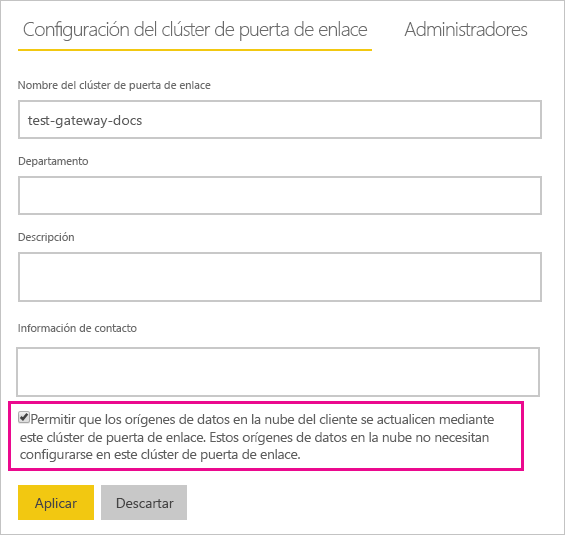 Configuración del clúster de puerta de enlace Administradores
Nombre del clúster de puerta de enlace
test-gateway-docs
Departamento
Descripción
Información de contacto
Permitir que los orígenes de datos en la nube del cliente se actualicen mediante
este clúster de puerta de enlace. Estos orígenes de datos en la nube no necesitan
configurarse en este clúster de puerta de enlace.
Aplicar Descartar